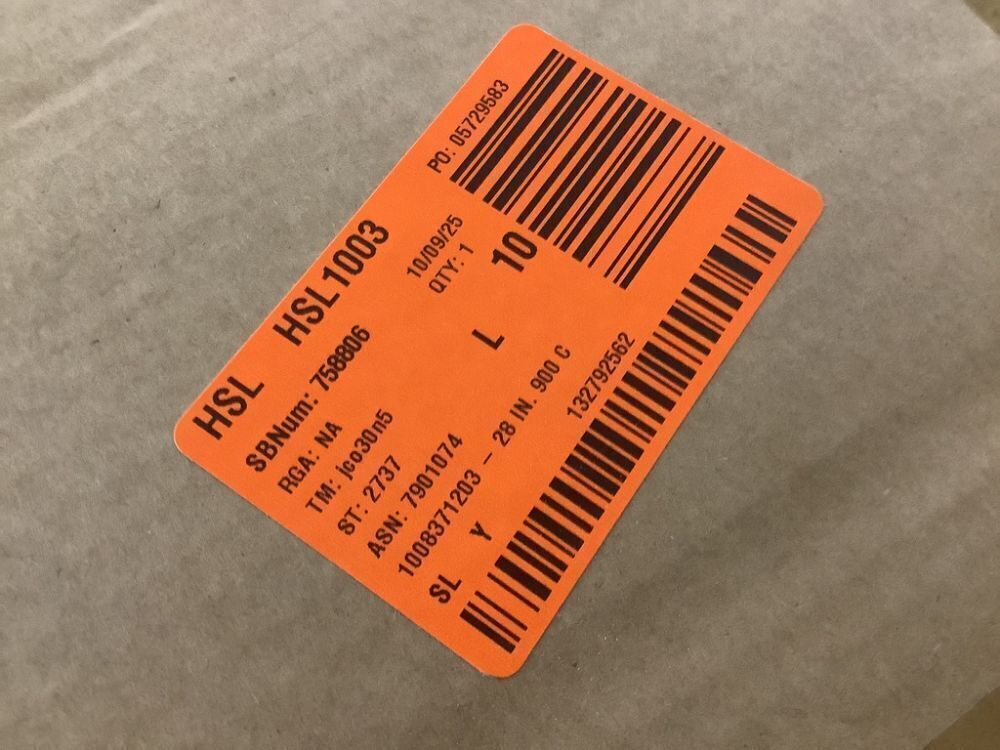 HSL HSL1003 PO: 05729583
SBNum: 758806 10/09/25
RGA: NA QTY: 1
TM: jco30n5 10
ST: 2737 L
ASN: 7901074
1008371203 - 28 IN. 900 C
SL Y 132792562